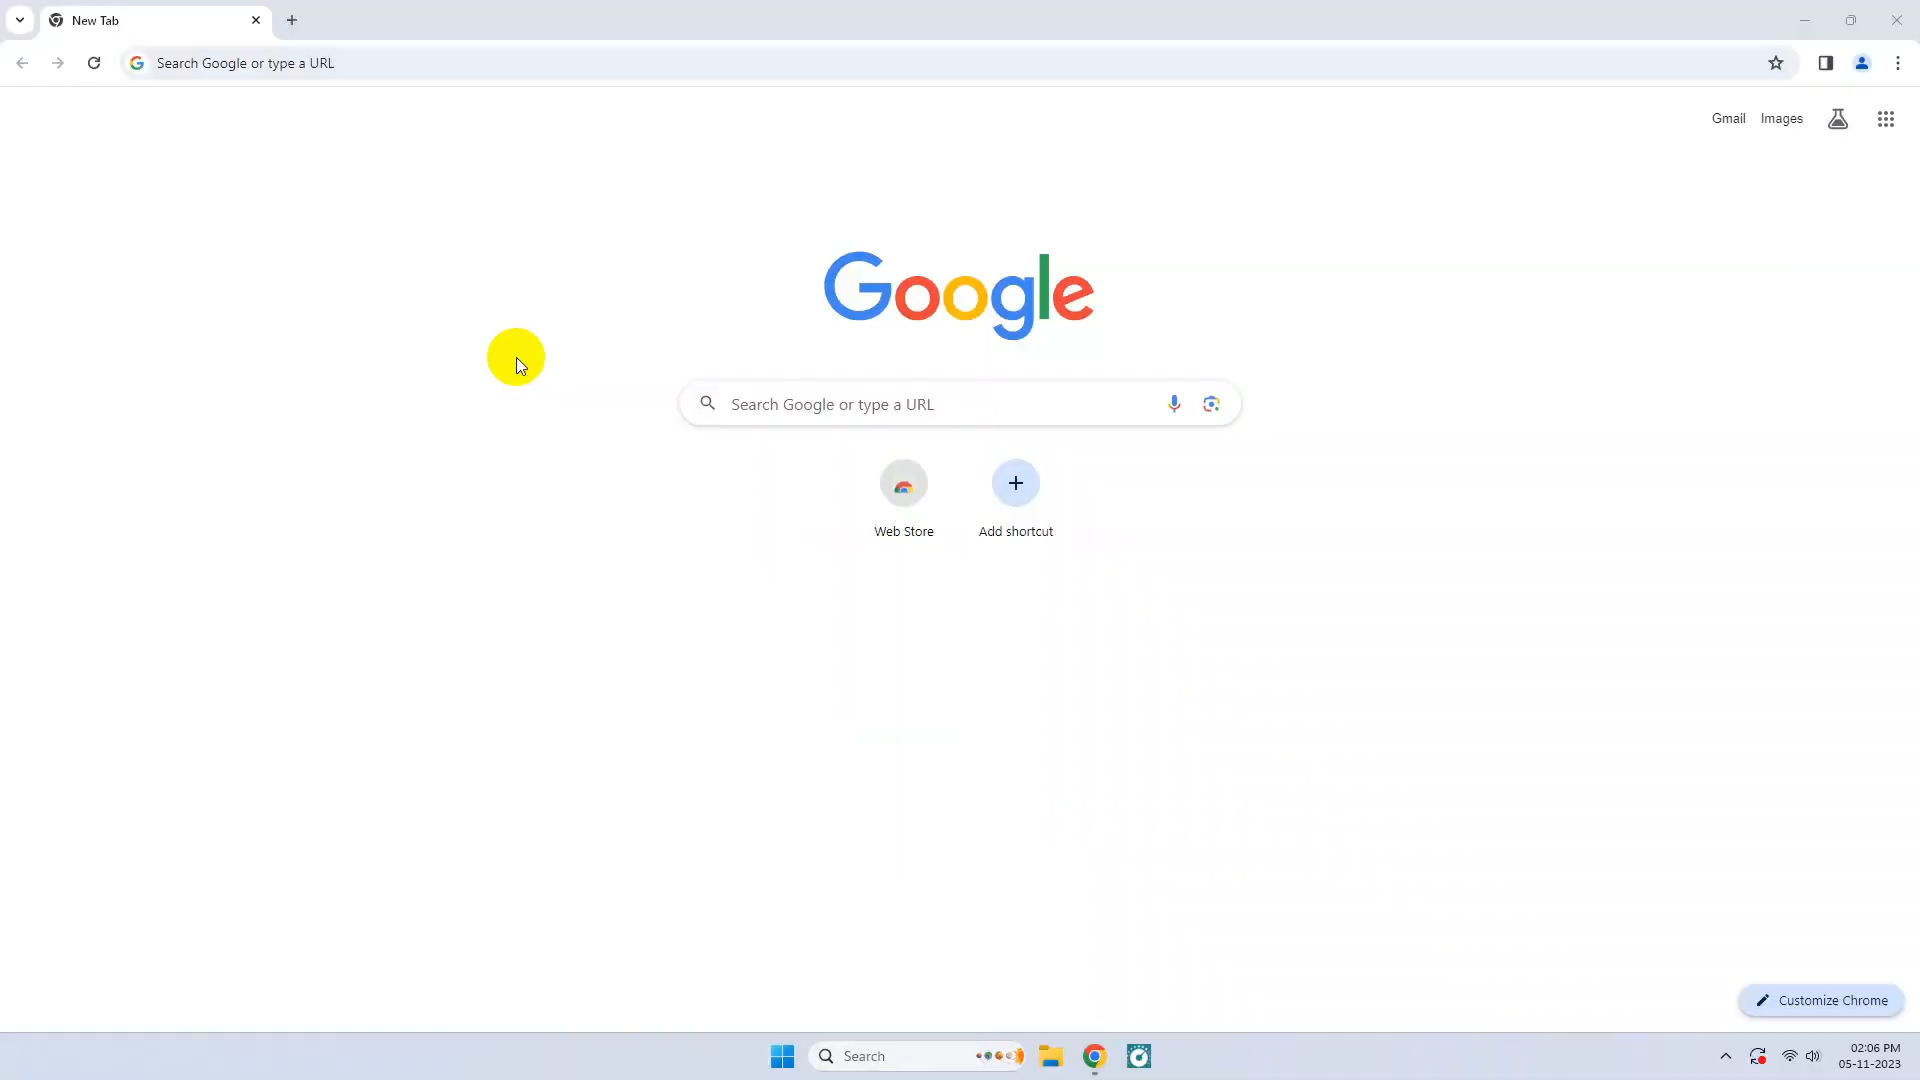 New Tab
Search Google or type a URL
Gmail Images
Google
Search Google or type a URL
Web Store Add shortcut
Customize Chrome
Search
02:06 PM
05-11-2023